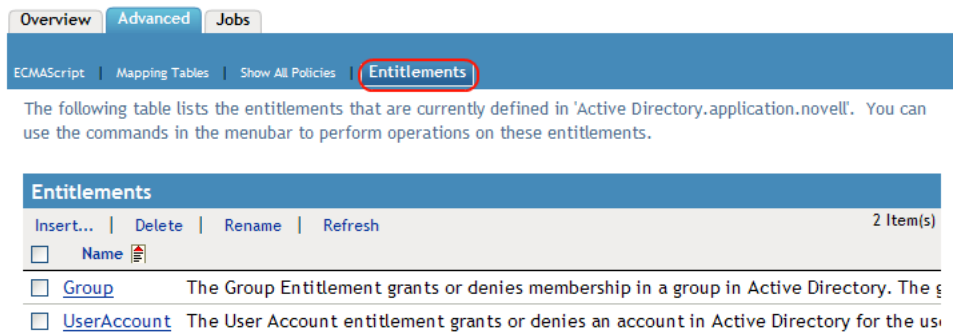 Overview Advanced Jobs
ECMAScript | Mapping Tables | Show All Policies | Entitlements
The following table lists the entitlements that are currently defined in 'Active Directory.application.novell'. You can
use the commands in the menubar to perform operations on these entitlements.
Entitlements
Insert... | Delete | Rename | Refresh 2 Item(s)
Name
Group The Group Entitlement grants or denies membership in a group in Active Directory. The
UserAccount The User Account entitlement grants or denies an account in Active Directory for the